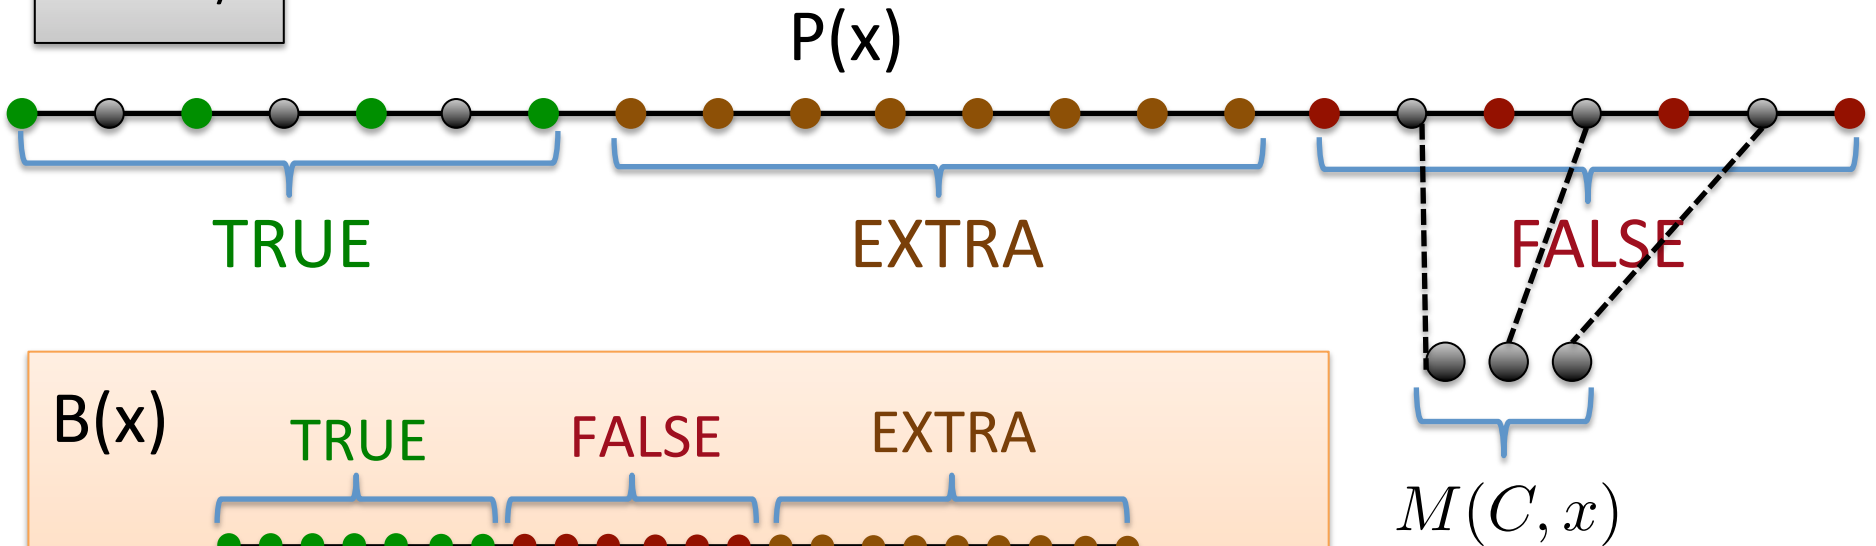 P(x)
TRUE
EXTRA
FALSE
B(x)
TRUE
FALSE
EXTRA
M(C, x)